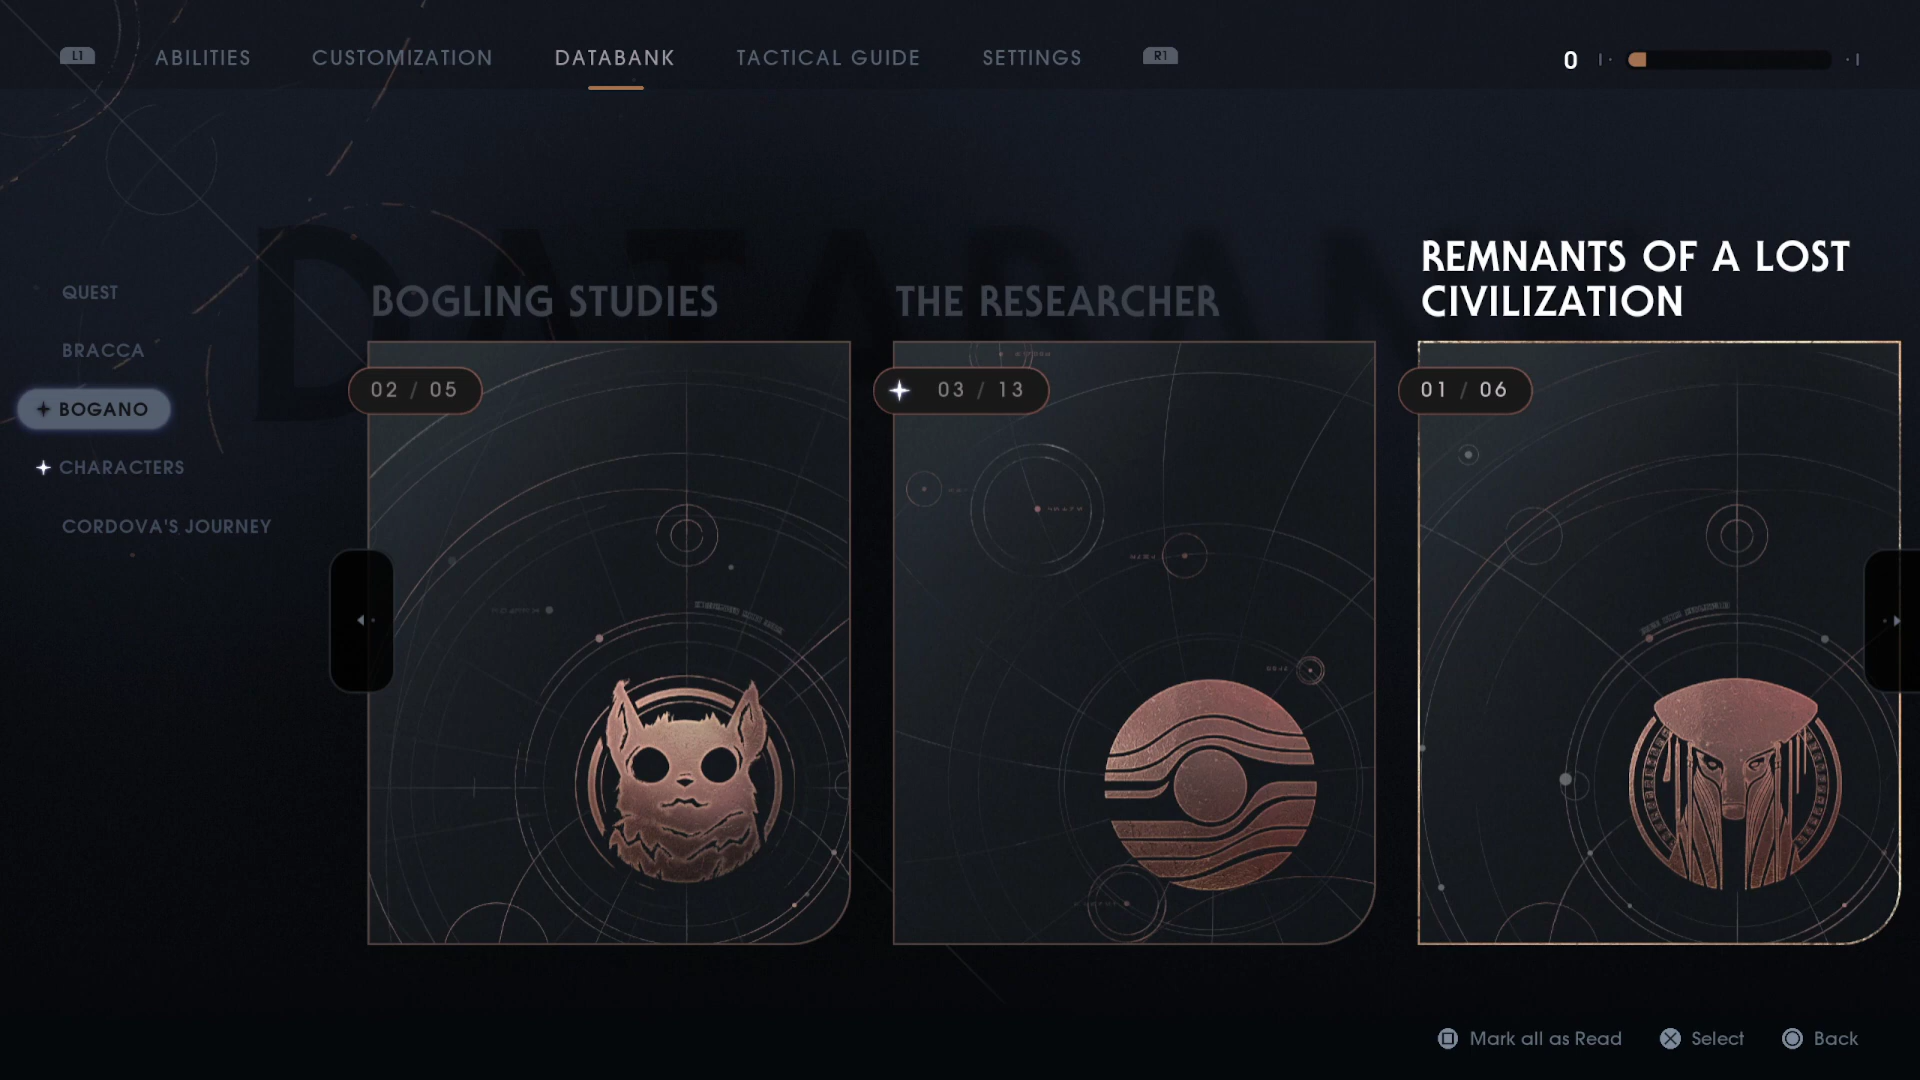 L1
ABILITIES
CUSTOMIZATION
DATABANK
TACTICAL GUIDE
SETTINGS
R1
0
DATABAN
QUEST
BRACCA
BOGANO
CHARACTERS
CORDOVA'S JOURNEY
BOGLING STUDIES
02 / 05
THE RESEARCHER
03 / 13
REMNANTS OF A LOST
CIVILIZATION
01 / 06
Mark all as Read
Select
Back